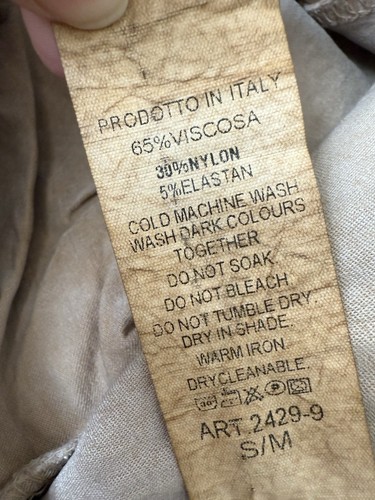 PRODOTTO IN ITALY
65%VISCOSA
30%NYLON
5%ELASTAN
COLD MACHINE WASH
WASH DARK COLOURS
TOGETHER
DO NOT SOAK
DO NOT BLEACH
DO NOT TUMBLE DRY.
DRY IN SHADE.
WARM IRON
DRYCLEANABLE.
ART.2429-9
S/M